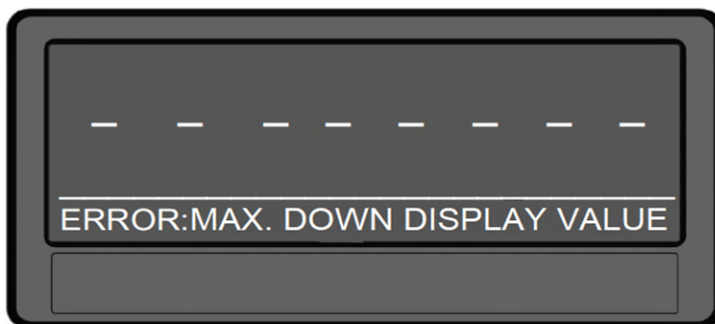 – – – – – – – –
ERROR:MAX. DOWN DISPLAY VALUE